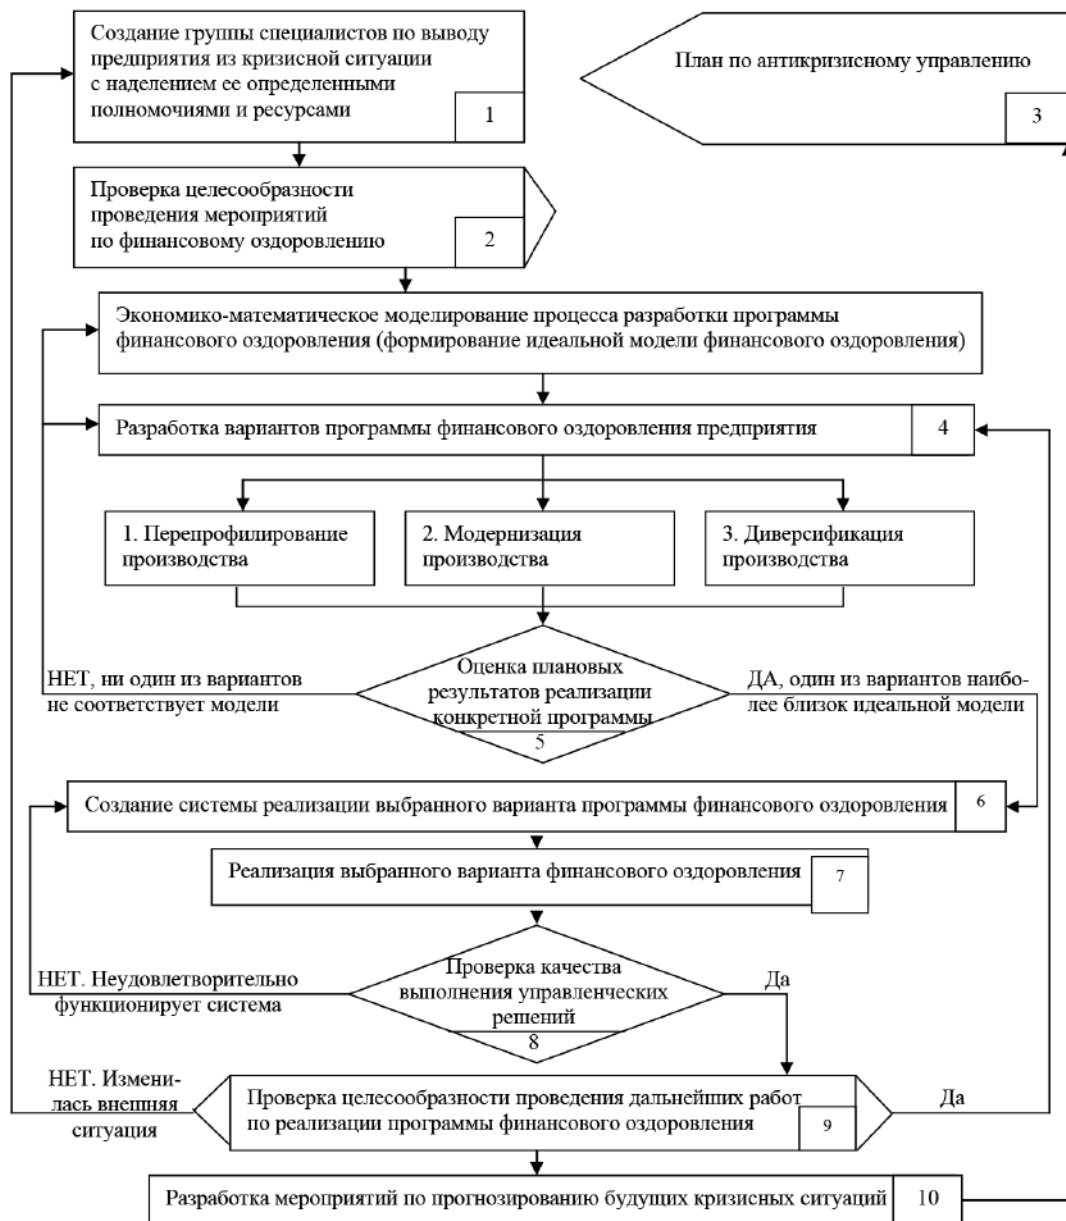 Создание группы специалистов по выводу
предприятия из кризисной ситуации
с наделением ее определенными
полномочиями и ресурсами
1
План по антикризисному управлению
3
Проверка целесообразности
проведения мероприятий
по финансовому оздоровлению
2
Экономико-математическое моделирование процесса разработки программы
финансового оздоровления (формирование идеальной модели финансового оздоровления)
Разработка вариантов программы финансового оздоровления предприятия
4
1. Перепрофилирование
производства
2. Модернизация
производства
3. Диверсификация
производства
НЕТ, ни один из вариантов
не соответствует модели
Оценка плановых
результатов реализации
конкретной программы
5
ДА, один из вариантов наибо-
лее близок идеальной модели
Создание системы реализации выбранного варианта программы финансового оздоровления
6
Реализация выбранного варианта финансового оздоровления
7
НЕТ. Неудовлетворительно
функционирует система
Проверка качества
выполнения управленческих
решений
8
Да
НЕТ. Измени-
лась внешняя
ситуация
Проверка целесообразности проведения дальнейших работ
по реализации программы финансового оздоровления
9
Да
Разработка мероприятий по прогнозированию будущих кризисных ситуаций
10